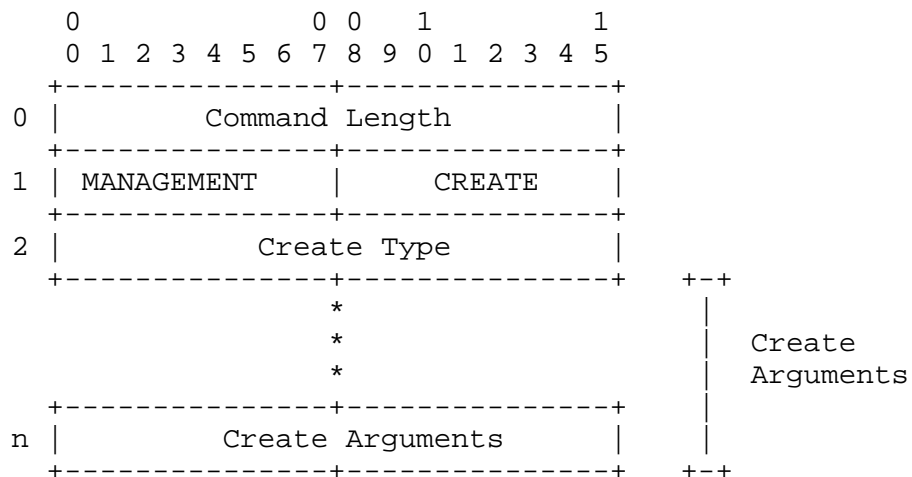 0 0 0 1 1
0 1 2 3 4 5 6 7 8 9 0 1 2 3 4 5
+---------------+---------------+
0 | Command Length |
+---------------+---------------+
1 | MANAGEMENT | CREATE |
+---------------+---------------+
2 | Create Type |
+---------------+---------------+ +-+
* |
* | Create
* | Arguments
+---------------+---------------+ |
n | Create Arguments | |
+---------------+---------------+ +-+